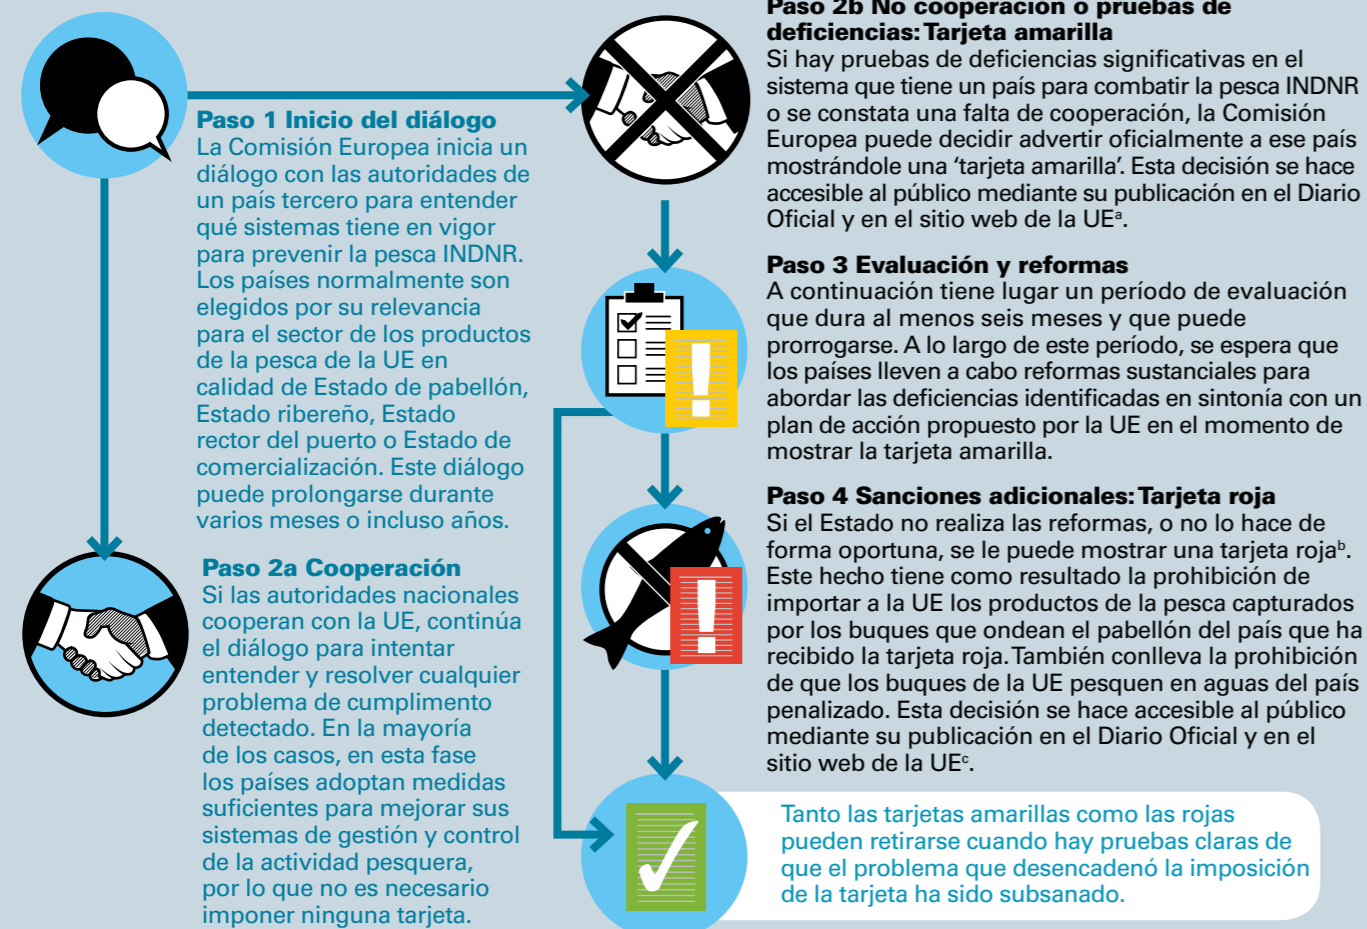 Paso 1 Inicio del diálogo
La Comisión Europea inicia un
diálogo con las autoridades de
un país tercero para entender
qué sistemas tiene en vigor
para prevenir la pesca INDNR.
Los países normalmente son
elegidos por su relevancia
para el sector de los productos
de la pesca de la UE en
calidad de Estado de pabellón,
Estado ribereño, Estado
rector del puerto o Estado de
comercialización. Este diálogo
puede prolongarse durante
varios meses o incluso años.
Paso 2a Cooperación
Si las autoridades nacionales
cooperan con la UE, continúa
el diálogo para intentar
entender y resolver cualquier
problema de cumplimento
detectado. En la mayoría
de los casos, en esta fase
los países adoptan medidas
suficientes para mejorar sus
sistemas de gestión y control
de la actividad pesquera,
por lo que no es necesario
imponer ninguna tarjeta.
Paso 2b No cooperación o pruebas de
deficiencias: Tarjeta amarilla
Si hay pruebas de deficiencias significativas en el
sistema que tiene un país para combatir la pesca INDNR
o se constata una falta de cooperación, la Comisión
Europea puede decidir advertir oficialmente a ese país
mostrándole una ‘tarjeta amarilla’. Esta decisión se hace
accesible al público mediante su publicación en el Diario
Oficial y en el sitio web de la UEᵃ.
Paso 3 Evaluación y reformas
A continuación tiene lugar un período de evaluación
que dura al menos seis meses y que puede
prorrogarse. A lo largo de este período, se espera que
los países lleven a cabo reformas sustanciales para
abordar las deficiencias identificadas en sintonía con un
plan de acción propuesto por la UE en el momento de
mostrar la tarjeta amarilla.
Paso 4 Sanciones adicionales: Tarjeta roja
Si el Estado no realiza las reformas, o no lo hace de
forma oportuna, se le puede mostrar una tarjeta rojaᵇ.
Este hecho tiene como resultado la prohibición de
importar a la UE los productos de la pesca capturados
por los buques que ondean el pabellón del país que ha
recibido la tarjeta roja. También conlleva la prohibición
de que los buques de la UE pesquen en aguas del país
penalizado. Esta decisión se hace accesible al público
mediante su publicación en el Diario Oficial y en el
sitio web de la UEᶜ.
Tanto las tarjetas amarillas como las rojas
pueden retirarse cuando hay pruebas claras de
que el problema que desencadenó la imposición
de la tarjeta ha sido subsanado.